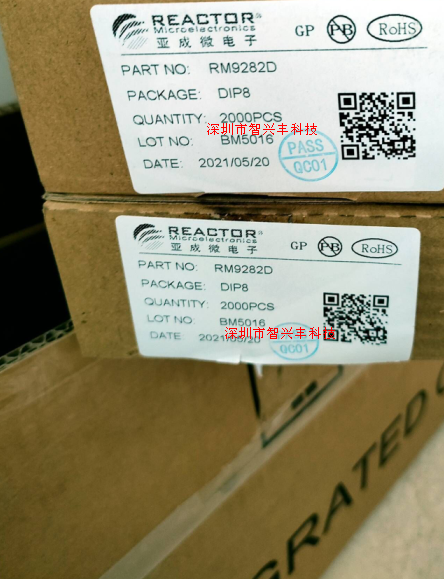 REACTOR®
Microelectronics
亚成微电子
GP PB RoHS
PART NO: RM9282D
PACKAGE: DIP8
QUANTITY: 2000PCS
深圳市智兴丰科技
LOT NO: BM5016
PASS
DATE: 2021/05/20
QC01
REACTOR®
Microelectronics
亚成微电子
GP PB RoHS
PART NO: RM9282D
PACKAGE: DIP8
QUANTITY: 2000PCS
LOT NO: BM5016
深圳市智兴丰科技
DATE 2021/05/20
QC01
GRATED